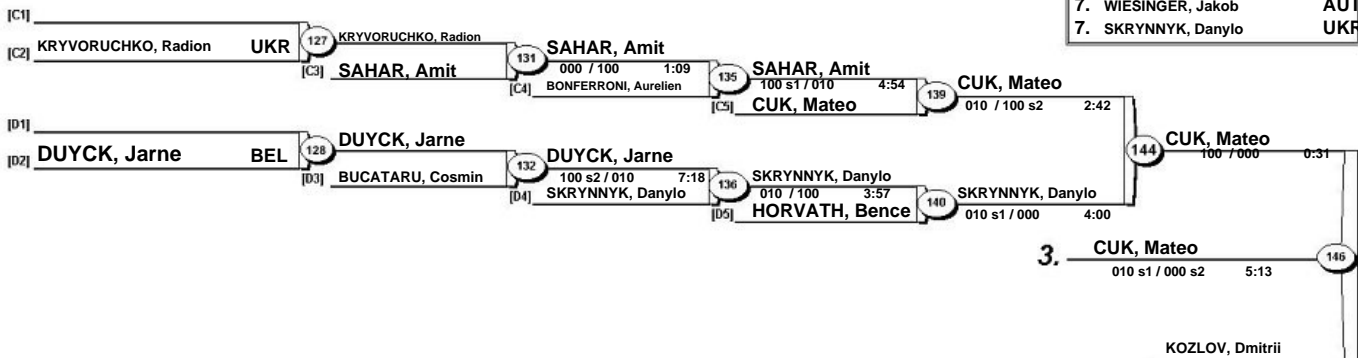 7. WIESINGER, Jakob AUT
7. SKRYNNYK, Danylo UKR
[C1]
[C2] KRYVORUCHKO, Radion UKR
127
KRYVORUCHKO, Radion
[C3] SAHAR, Amit
131
SAHAR, Amit
000 / 100 1:09
[C4] BONFERRONI, Aurelien
135
SAHAR, Amit
100 s1 / 010 4:54
[C5] CUK, Mateo
139
CUK, Mateo
010 / 100 s2 2:42
[D1]
[D2] DUYCK, Jarne BEL
128
DUYCK, Jarne
[D3] BUCATARU, Cosmin
132
DUYCK, Jarne
100 s2 / 010 7:18
[D4] SKRYNNYK, Danylo
136
SKRYNNYK, Danylo
010 / 100 3:57
[D5] HORVATH, Bence
140
SKRYNNYK, Danylo
010 s1 / 000 4:00
144
CUK, Mateo
100 / 000 0:31
3. CUK, Mateo
010 s1 / 000 s2 5:13
146
KOZLOV, Dmitrii